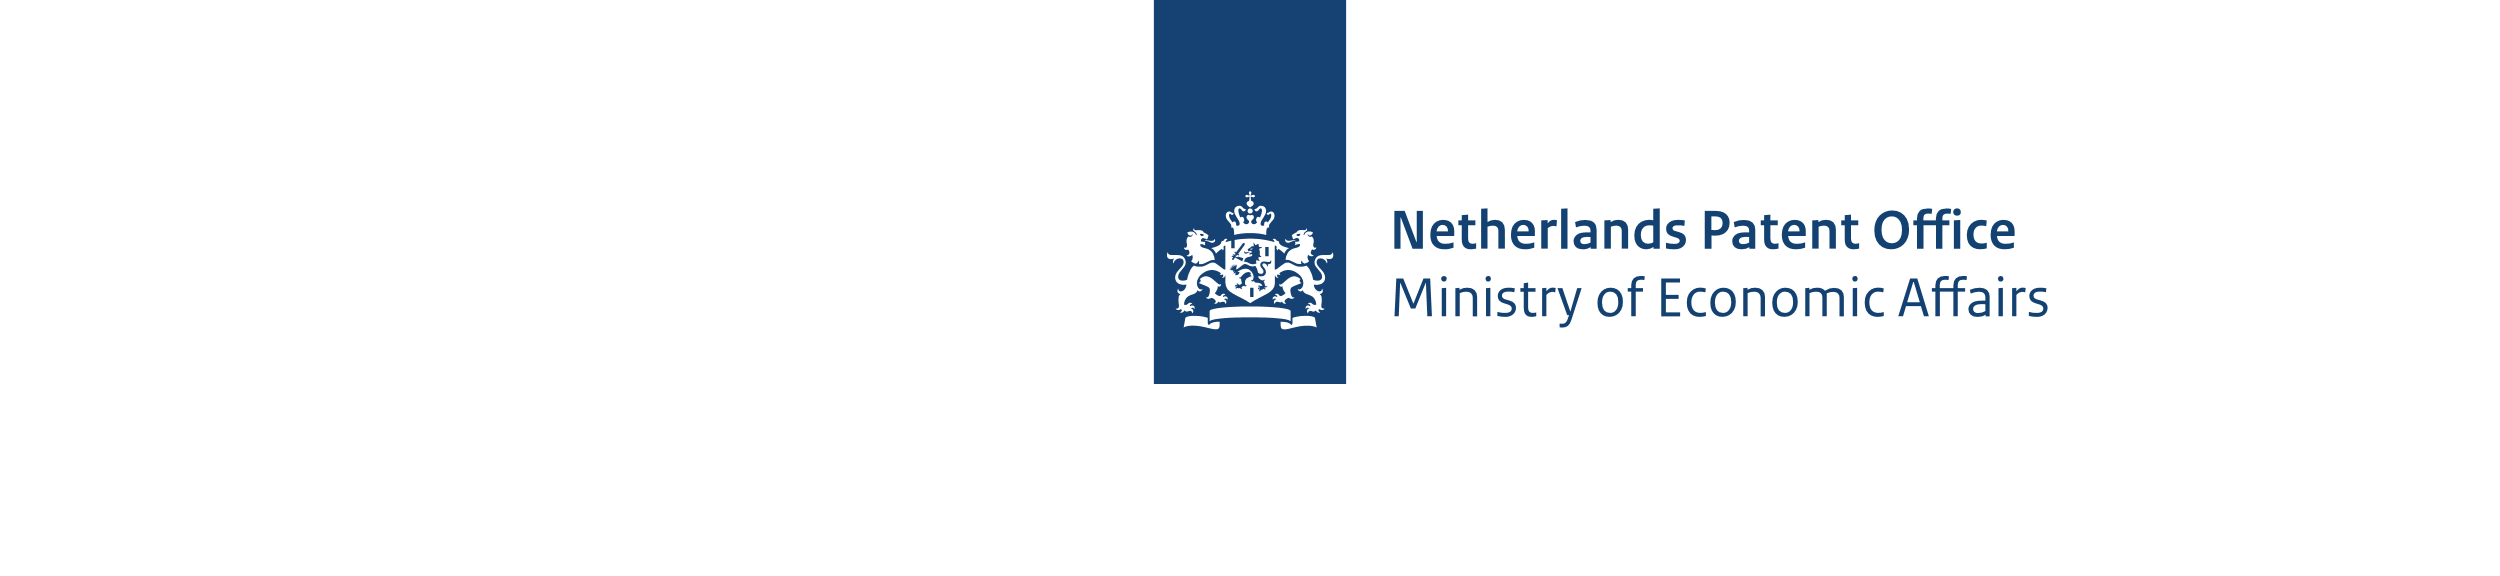 Netherlands Patent Office
Ministry of Economic Affairs